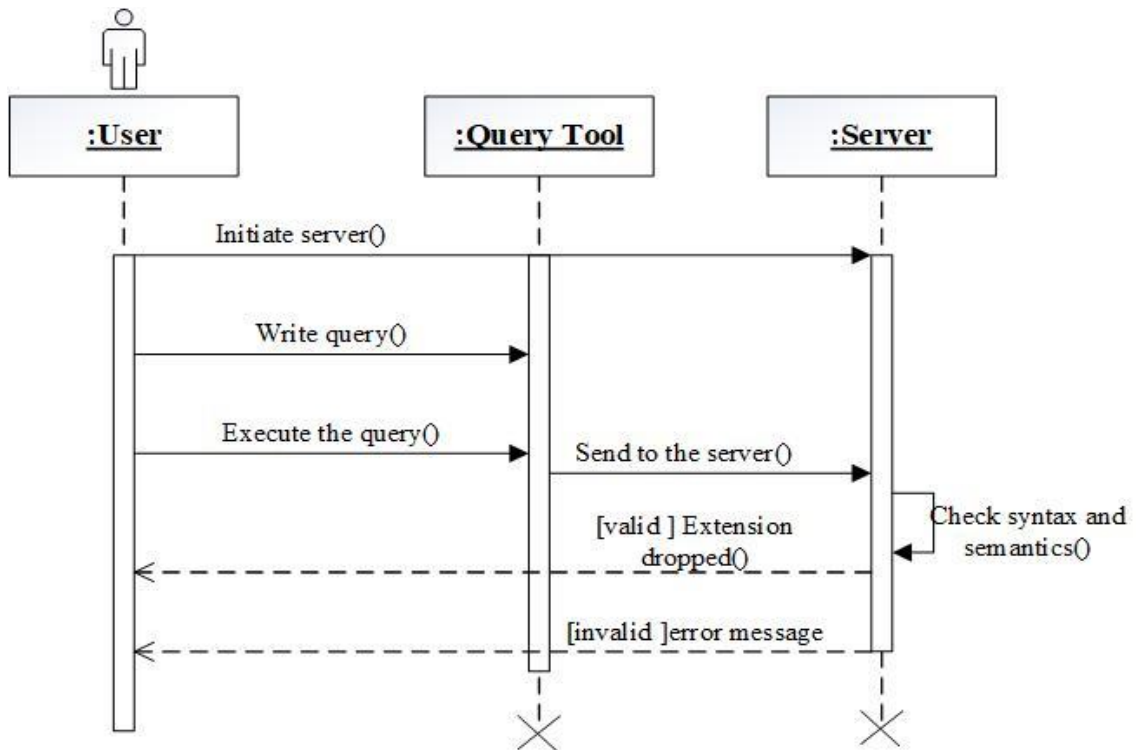 :User
:Query Tool
:Server
Initiate server()
Write query()
Execute the query()
Send to the server()
Check syntax and
semantics()
[valid ] Extension
dropped()
[invalid ]error message